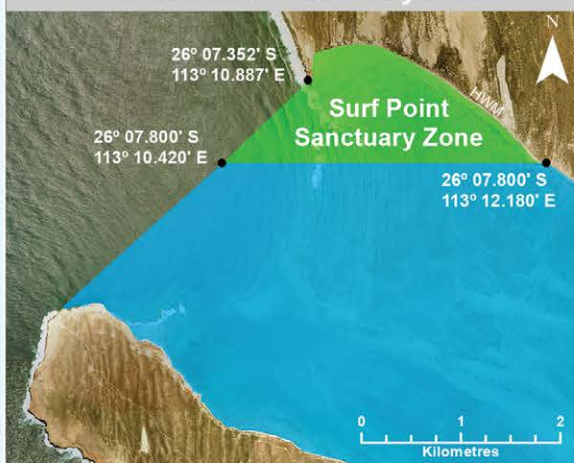 26º 07.352' S
113º 10.887' E
N
HWM
Surf Point
Sanctuary Zone
26º 07.800' S
113º 10.420' E
26º 07.800' S
113º 12.180' E
0 1 2
Kilometres